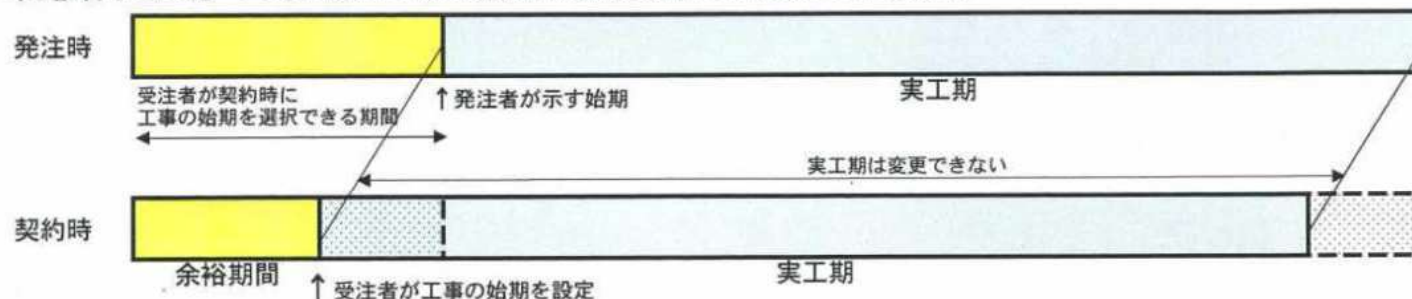 発注時
実工期
受注者が契約時に
工事の始期を選択できる期間
↑発注者が示す始期
実工期は変更できない
契約時
余裕期間
実工期
↑ 受注者が工事の始期を設定